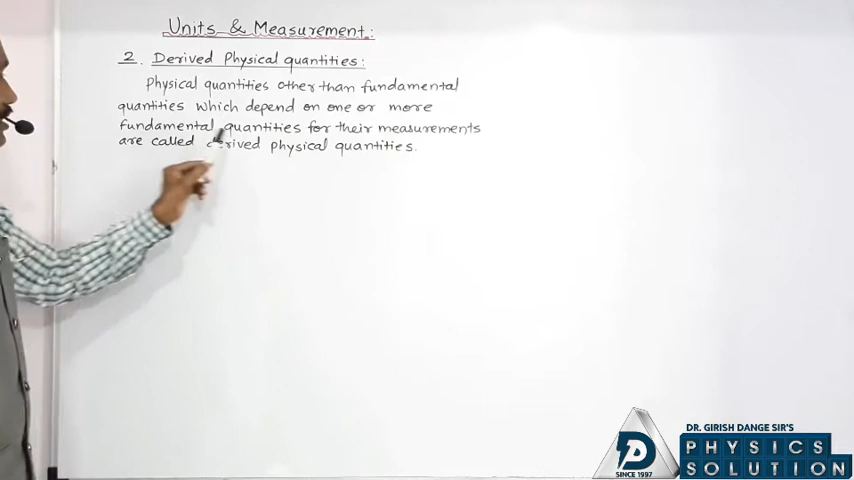 Units & Measurement:
2. Derived Physical quantities:
Physical quantities other than fundamental
quantities which depend on one or more
fundamental quantities for their measurements
are called derived physical quantities.
DR. GIRISH DANGE SIR'S
PHYSICS
SOLUTION
SINCE 1997